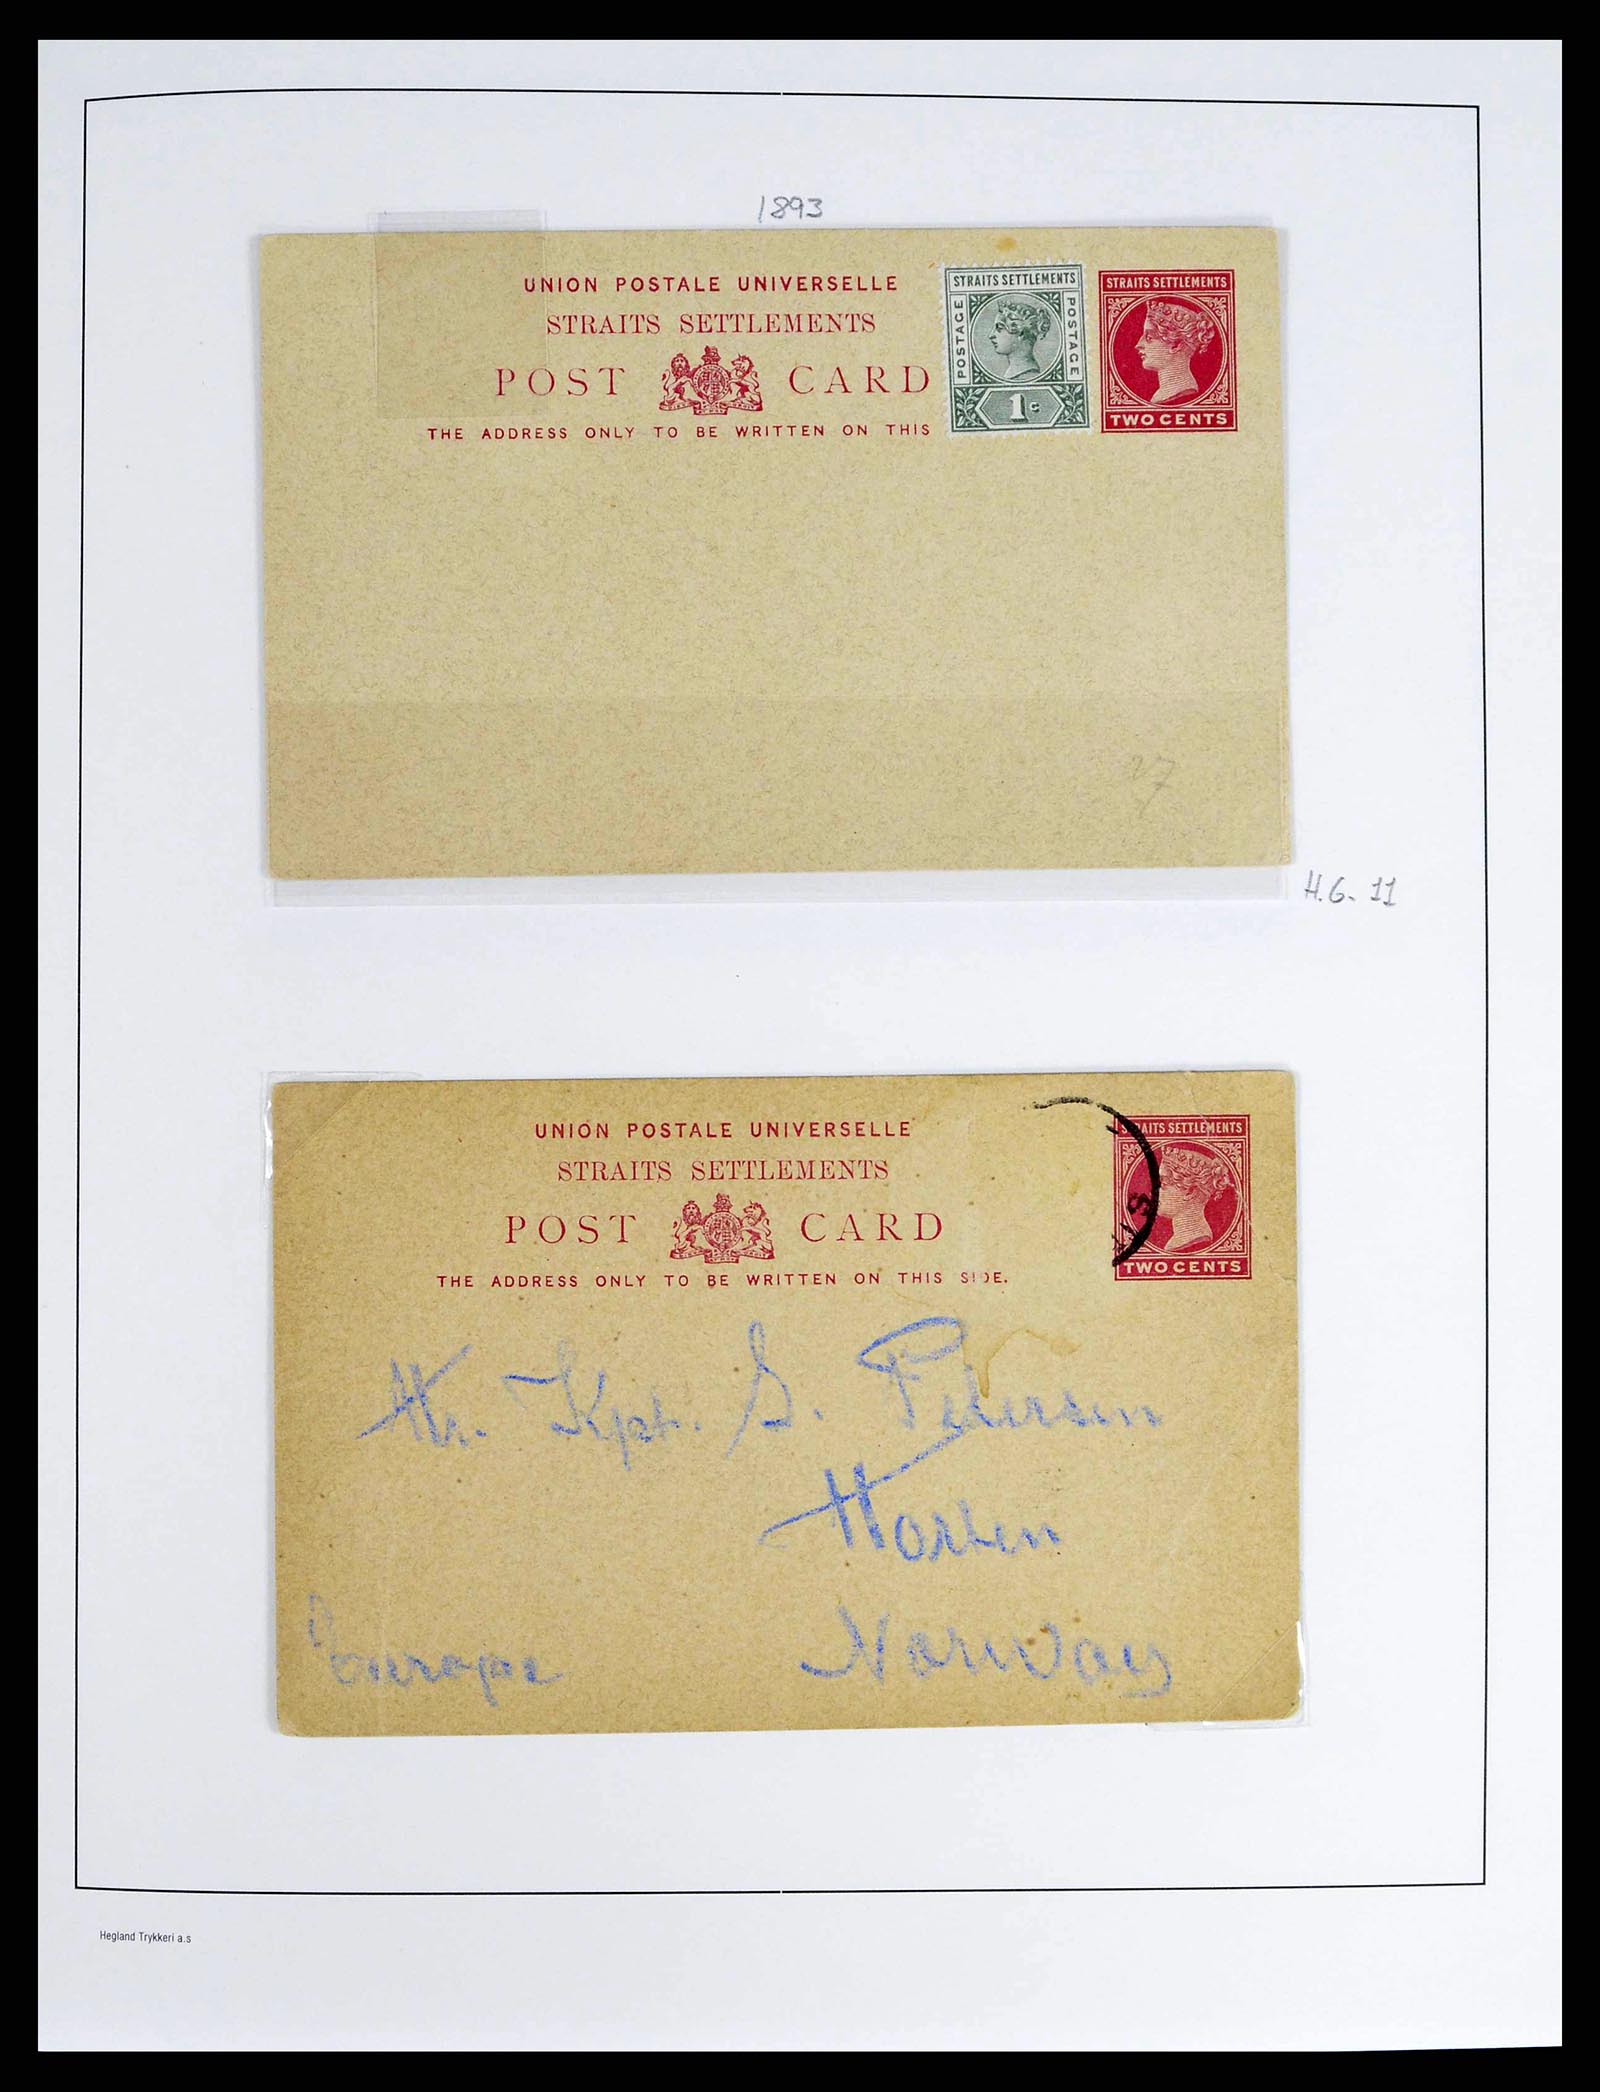 1893
UNION POSTALE UNIVERSELLE
STRAITS SETTLEMENTS
POST CARD
THE ADDRESS ONLY TO BE WRITTEN ON THIS
STRAITS SETTLEMENTS
POSTAGE
POSTAGE
1c
STRAITS SETTLEMENTS
TWO CENTS
27
H.G. 11
UNION POSTALE UNIVERSELLE
STRAITS SETTLEMENTS
POST CARD
THE ADDRESS ONLY TO BE WRITTEN ON THIS SIDE.
STRAITS SETTLEMENTS
TWO CENTS
Hr. Kpt. S. Pedersen
Horten
Norway
Europe
Hegland Trykkeri a.s